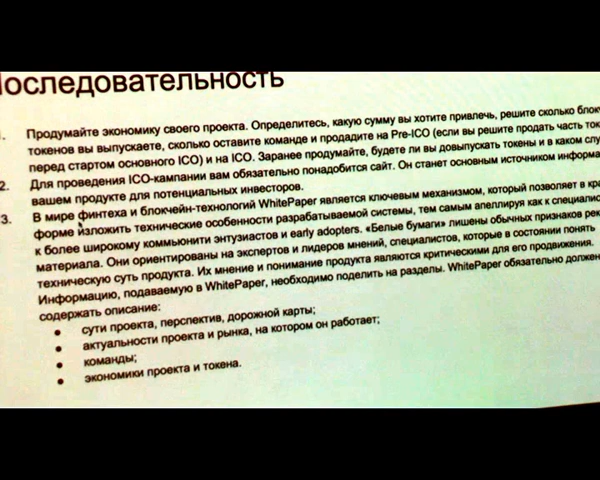 Последовательность
1. Продумайте экономику своего проекта. Определитесь, какую сумму вы хотите привлечь, решите сколько
токенов вы выпускаете, сколько оставите команде и продадите на Pre-ICO (если вы решите продать часть
перед стартом основного ICO) и на ICO. Заранее продумайте, будете ли вы довыпускать токены и в каком
2. Для проведения ICO-кампании вам обязательно понадобится сайт. Он станет основным источником
вашем продукте для потенциальных инвесторов.
3. В мире финтеха и блокчейн-технологий WhitePaper является ключевым механизмом, который позволяет в
форме изложить технические особенности разрабатываемой системы, тем самым апеллируя как к
к более широкому коммьюнити энтузиастов и early adopters. «Белые бумаги» лишены обычных признаков
материала. Они ориентированы на экспертов и лидеров мнений, специалистов, которые в состоянии понять
техническую суть продукта. Их мнение и понимание продукта являются критическими для его продвижения.
Информацию, подаваемую в WhitePaper, необходимо поделить на разделы. WhitePaper обязательно должен
содержать описание:
• сути проекта, перспектив, дорожной карты;
• актуальности проекта и рынка, на котором он работает;
• команды;
• экономики проекта и токена.